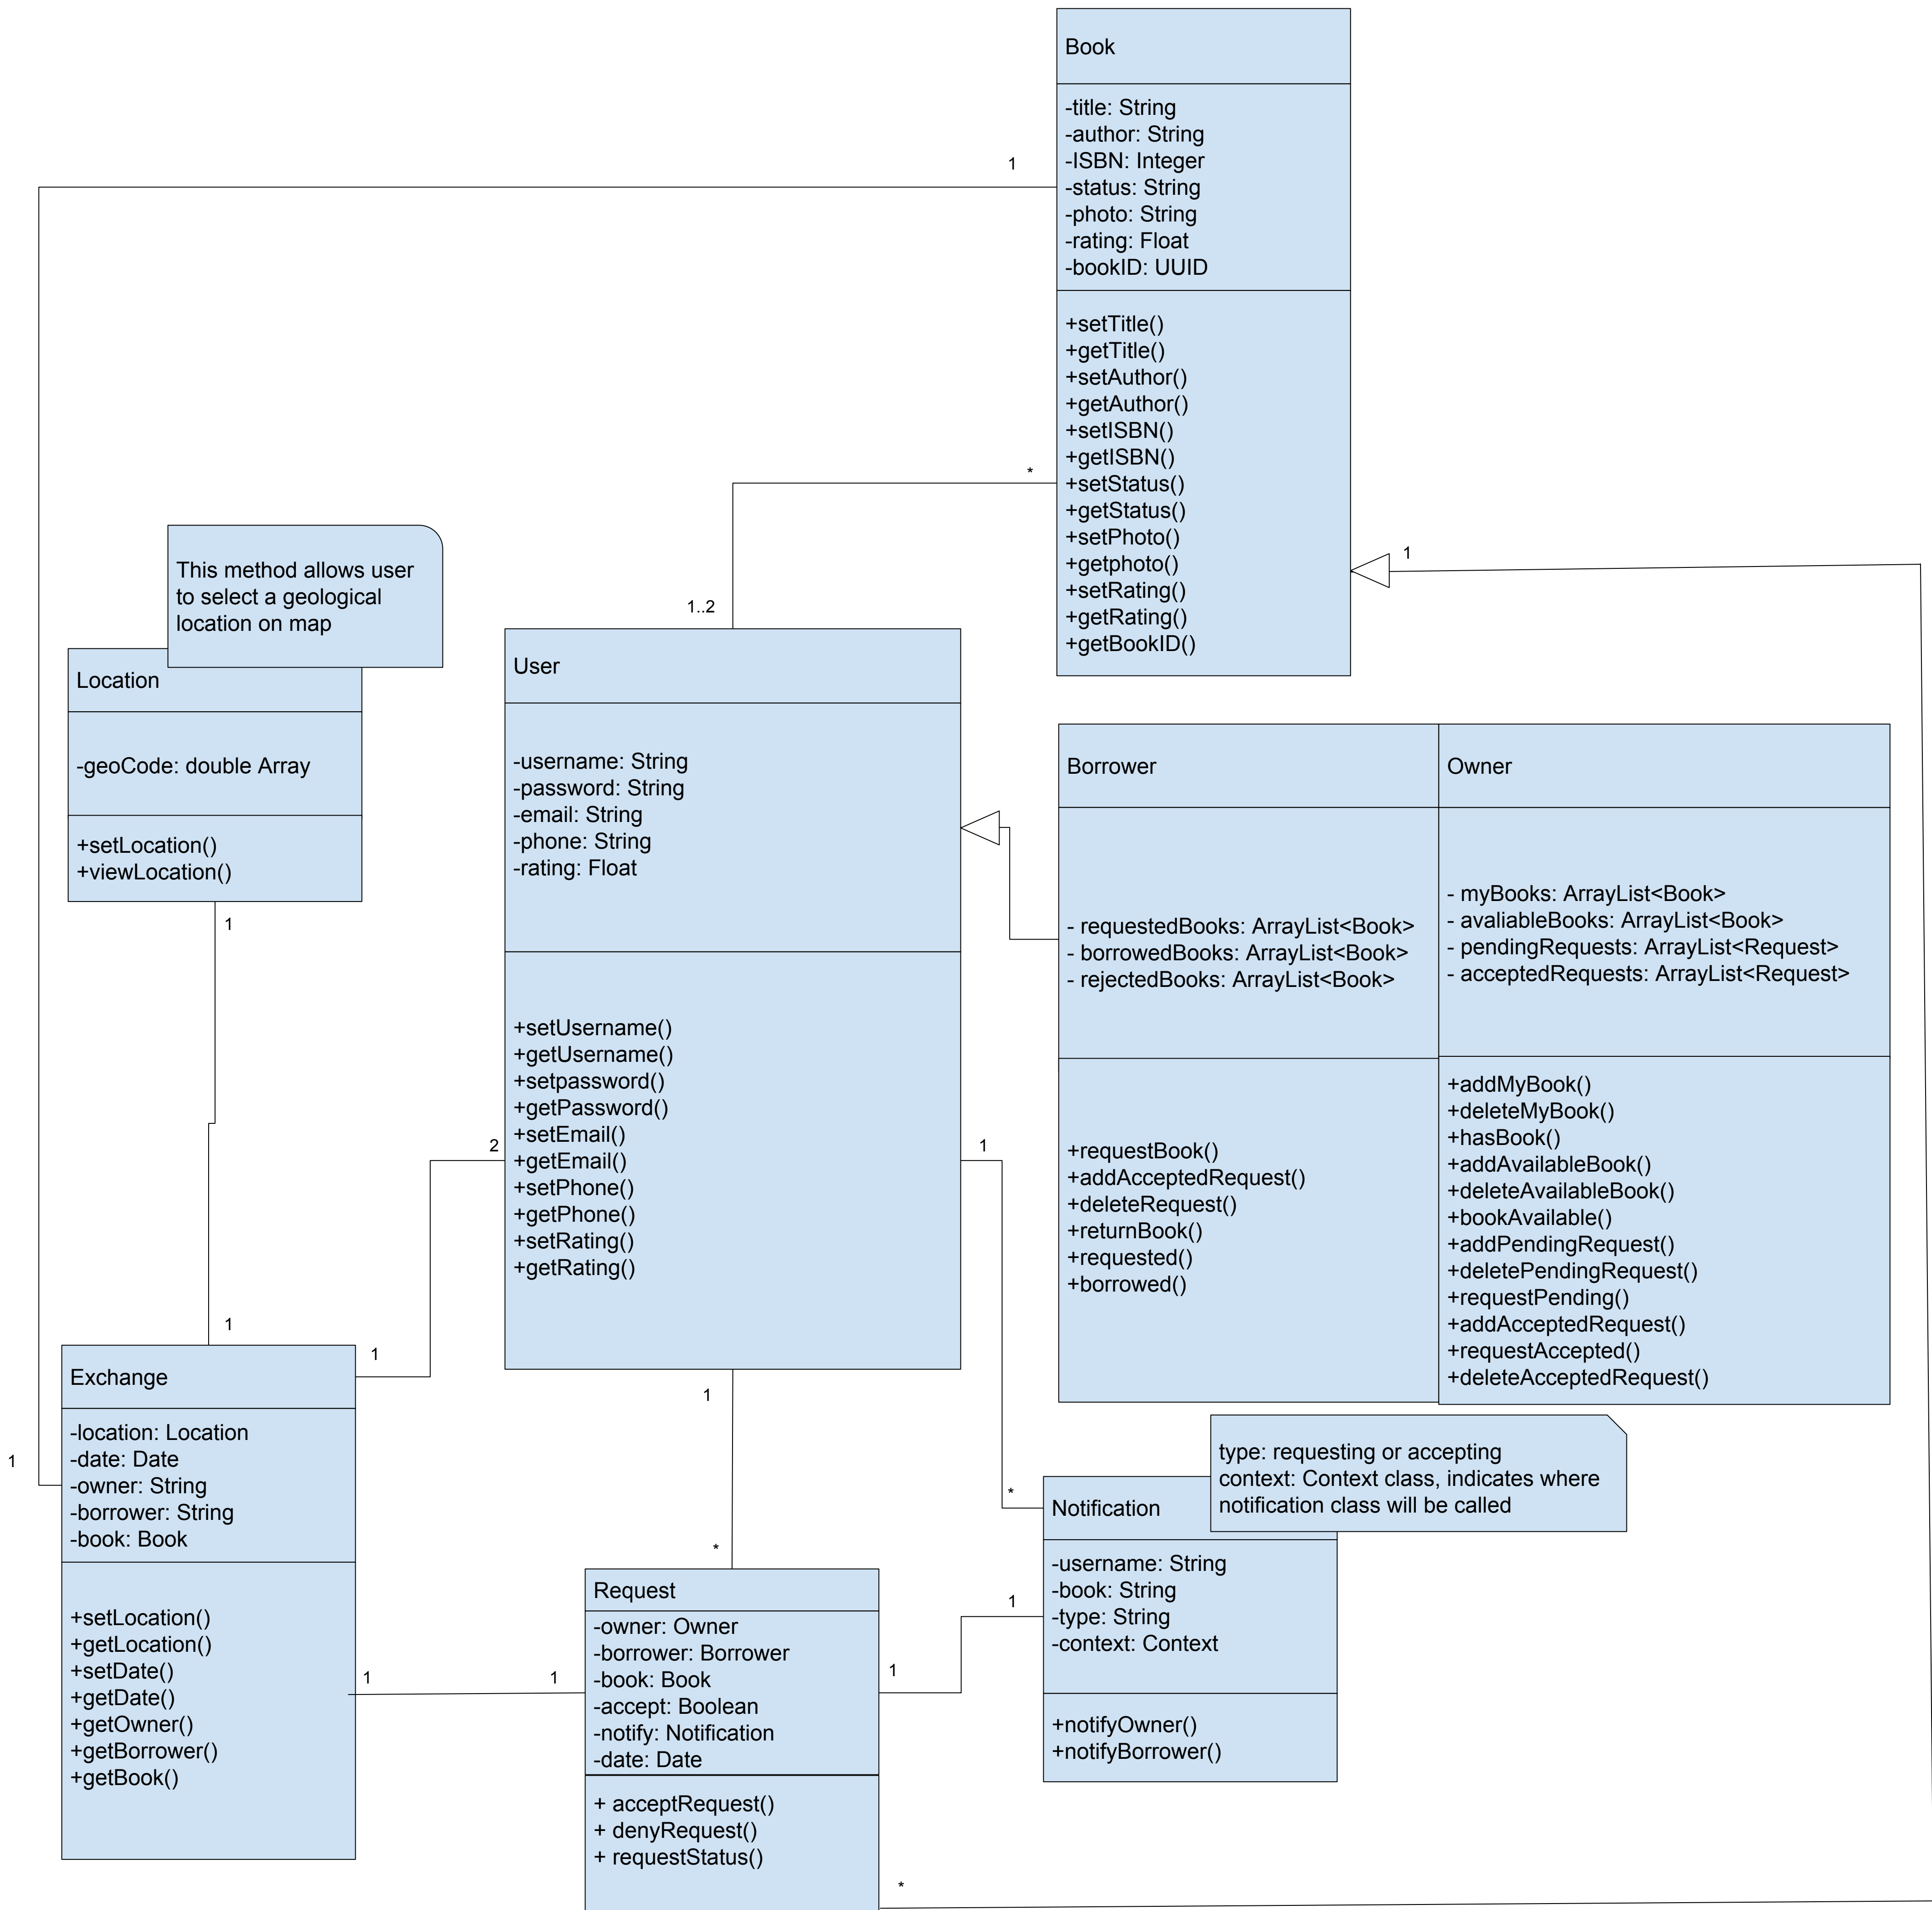 Book
-title: String
-author: String
-ISBN: Integer
-status: String
-photo: String
-rating: Float
-bookID: UUID
+setTitle()
+getTitle()
+setAuthor()
+getAuthor()
+setISBN()
+getISBN()
+setStatus()
+getStatus()
+setPhoto()
+getphoto()
+setRating()
+getRating()
+getBookID()
1
*
1
1..2
This method allows user
to select a geological
location on map
Location
-geoCode: double Array
+setLocation()
+viewLocation()
1
1
User
-username: String
-password: String
-email: String
-phone: String
-rating: Float
+setUsername()
+getUsername()
+setpassword()
+getPassword()
+setEmail()
+getEmail()
+setPhone()
+getPhone()
+setRating()
+getRating()
2
1
1
1
*
*
Borrower
- requestedBooks: ArrayList<Book>
- borrowedBooks: ArrayList<Book>
- rejectedBooks: ArrayList<Book>
+requestBook()
+addAcceptedRequest()
+deleteRequest()
+returnBook()
+requested()
+borrowed()
Owner
- myBooks: ArrayList<Book>
- avaliableBooks: ArrayList<Book>
- pendingRequests: ArrayList<Request>
- acceptedRequests: ArrayList<Request>
+addMyBook()
+deleteMyBook()
+hasBook()
+addAvailableBook()
+deleteAvailableBook()
+bookAvailable()
+addPendingRequest()
+deletePendingRequest()
+requestPending()
+addAcceptedRequest()
+requestAccepted()
+deleteAcceptedRequest()
1
Exchange
-location: Location
-date: Date
-owner: String
-borrower: String
-book: Book
+setLocation()
+getLocation()
+setDate()
+getDate()
+getOwner()
+getBorrower()
+getBook()
1
1
Request
-owner: Owner
-borrower: Borrower
-book: Book
-accept: Boolean
-notify: Notification
-date: Date
+ acceptRequest()
+ denyRequest()
+ requestStatus()
1
1
*
type: requesting or accepting
context: Context class, indicates where
notification class will be called
Notification
-username: String
-book: String
-type: String
-context: Context
+notifyOwner()
+notifyBorrower()